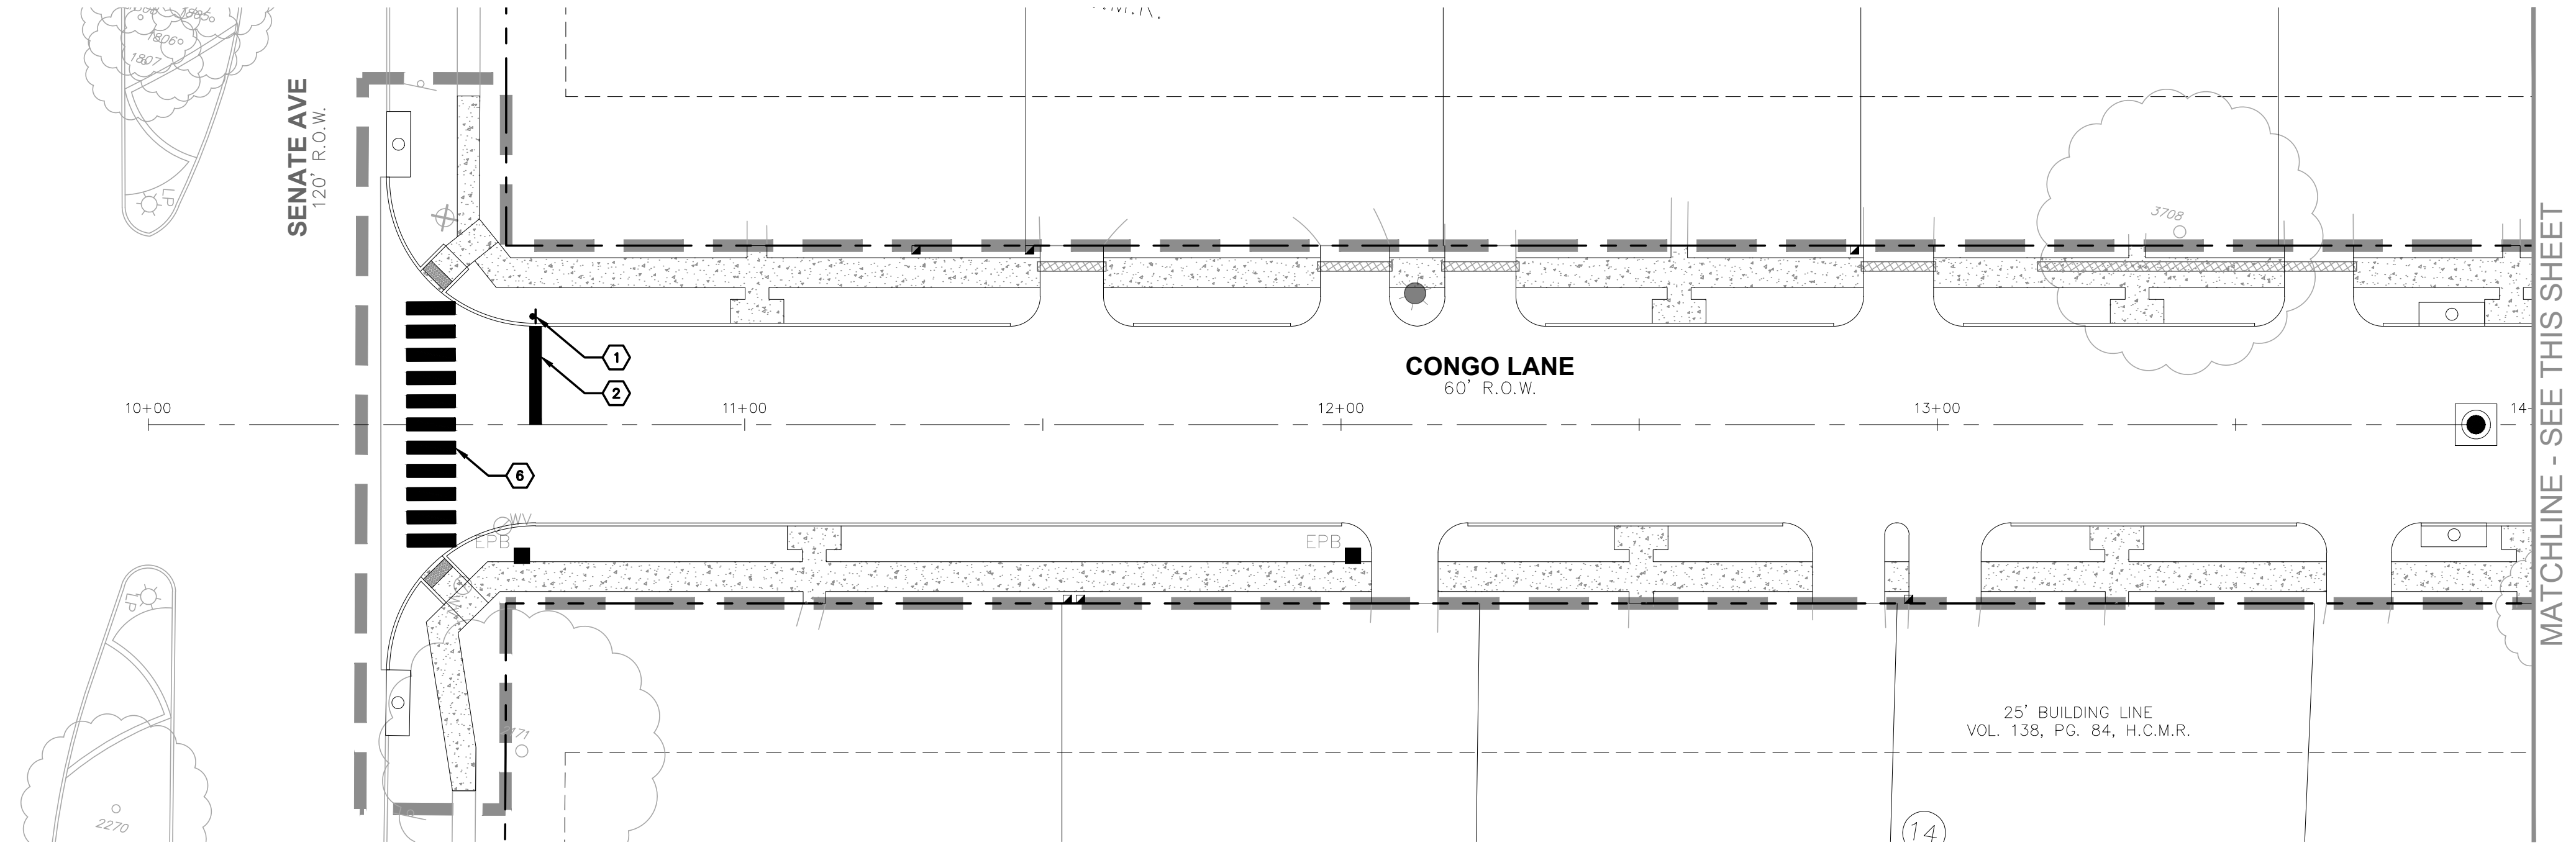 1806
1807
LP
SENATE AVE
120' R.O.W.
3708
1
2
CONGO LANE
60' R.O.W.
10+00
11+00
12+00
13+00
14
6
WV
EPB
EPB
LP
2270
25' BUILDING LINE
VOL. 138, PG. 84, H.C.M.R.
14
MATCHLINE - SEE THIS SHEET